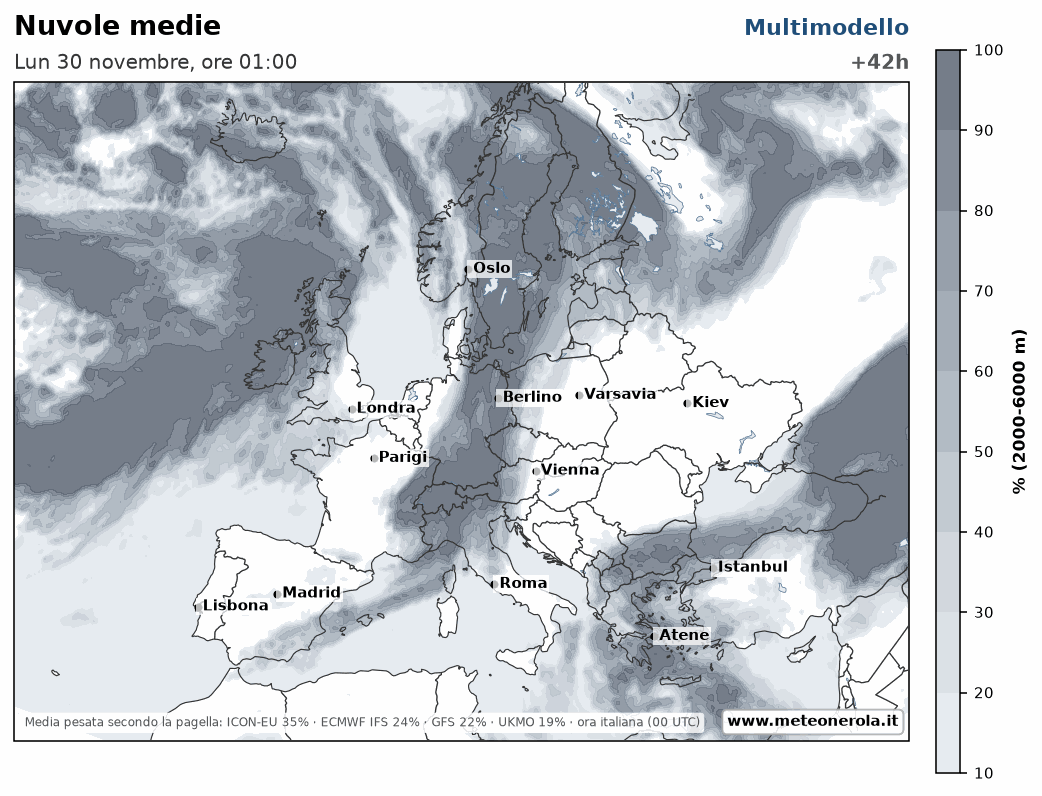 Nuvole medie
Multimodello
Lun 30 novembre, ore 01:00
+42h
100
90
80
70
60
50
40
30
20
10
% (2000-6000 m)
Oslo
Berlino
Varsavia
Kiev
Londra
Parigi
Vienna
Istanbul
Roma
Madrid
Lisbona
Atene
Media pesata secondo la pagella: ICON-EU 35% · ECMWF IFS 24% · GFS 22% · UKMO 19% · ora italiana (00 UTC)
www.meteonerola.it